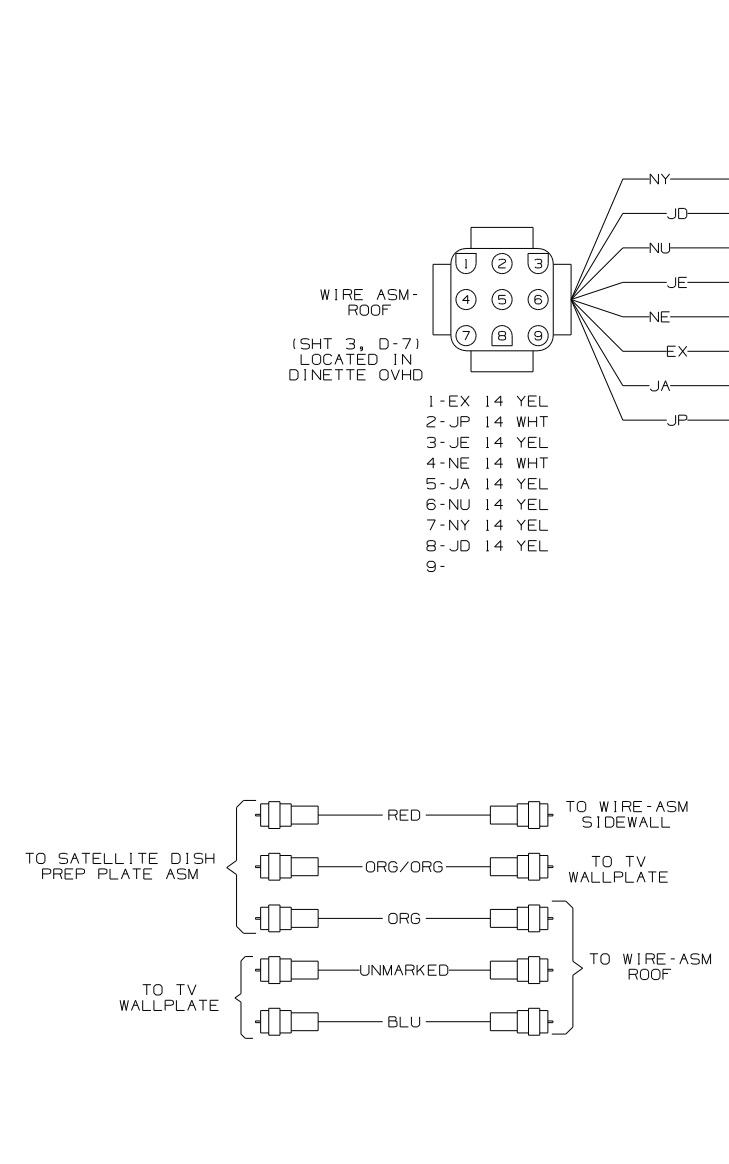 NY
JD
NU
JE
NE
EX
JA
JP
1 2 3
4 5 6
7 8 9
WIRE ASM-
ROOF
(SHT 3, D-7)
LOCATED IN
DINETTE OVHD
1-EX 14 YEL
2-JP 14 WHT
3-JE 14 YEL
4-NE 14 WHT
5-JA 14 YEL
6-NU 14 YEL
7-NY 14 YEL
8-JD 14 YEL
9-
TO SATELLITE DISH
PREP PLATE ASM
RED
TO WIRE-ASM
SIDEWALL
ORG/ORG
TO TV
WALLPLATE
ORG
TO TV
WALLPLATE
UNMARKED
BLU
TO WIRE-ASM
ROOF